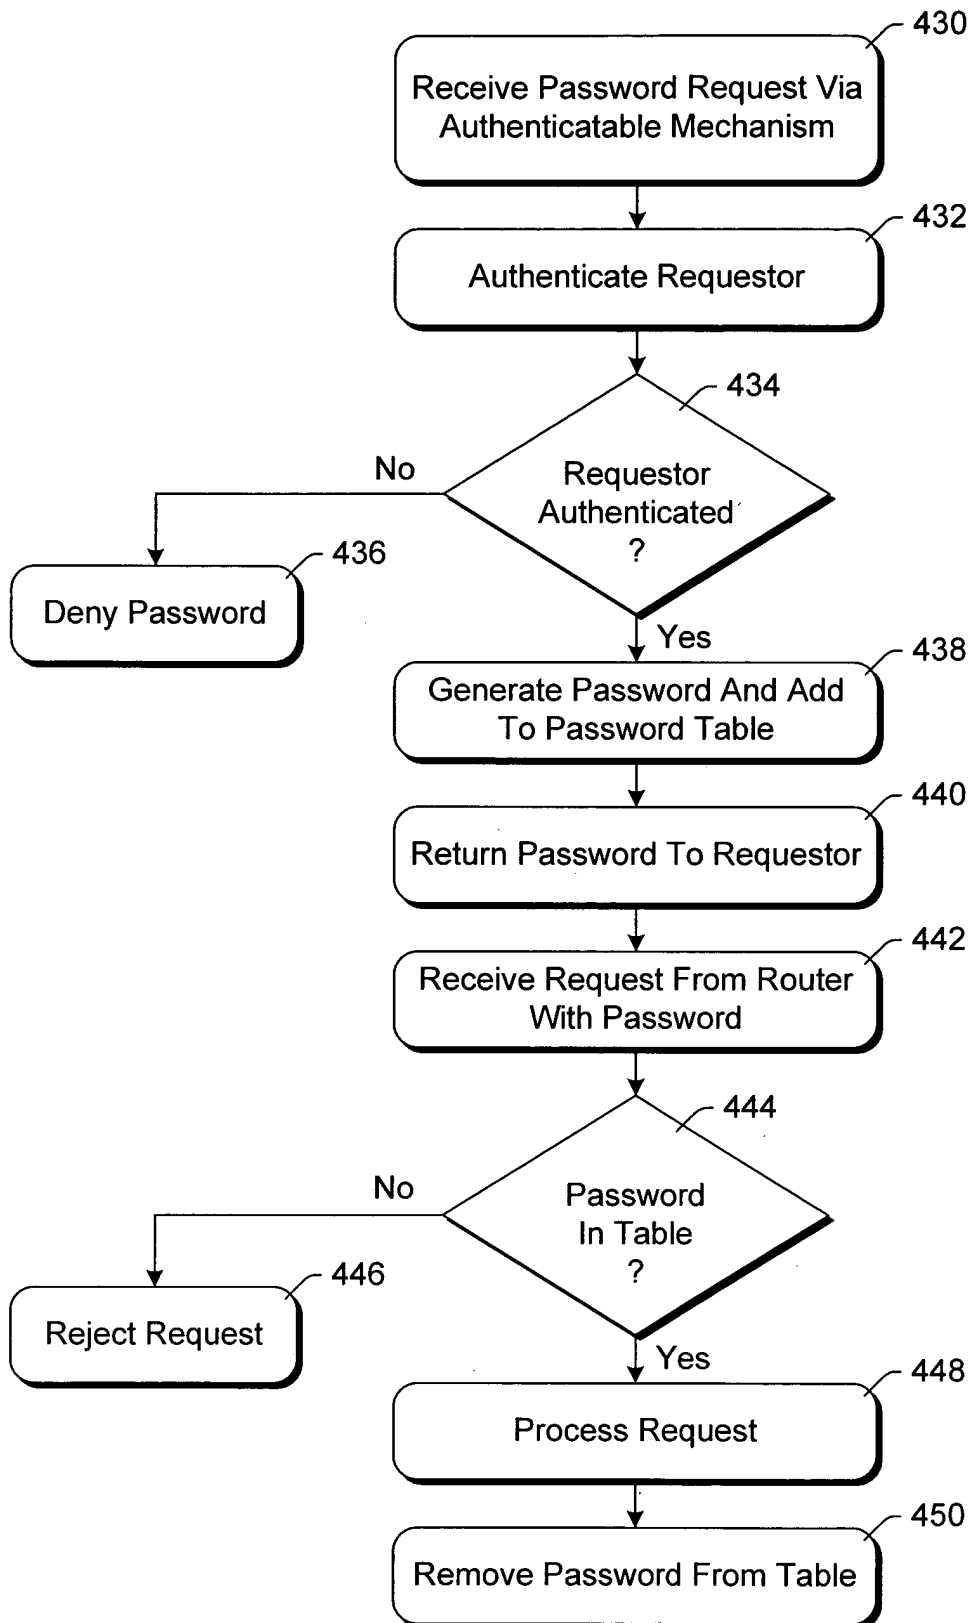 430
Receive Password Request Via
Authenticatable Mechanism
432
Authenticate Requestor
434
Requestor
Authenticated
?
No
436
Deny Password
Yes
438
Generate Password And Add
To Password Table
440
Return Password To Requestor
442
Receive Request From Router
With Password
444
Password
In Table
?
No
446
Reject Request
Yes
448
Process Request
450
Remove Password From Table